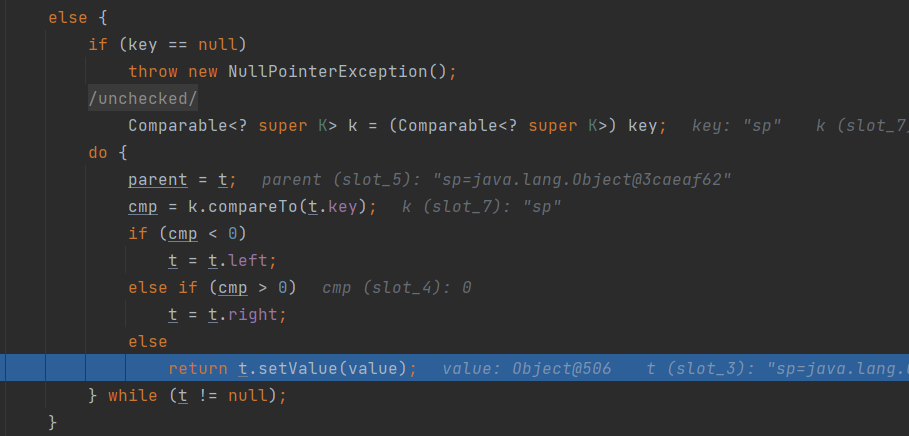 else {
if (key == null)
throw new NullPointerException();
/unchecked/
Comparable<? super K> k = (Comparable<? super K>) key; key: "sp" k (slot_7)
do {
parent = t; parent (slot_5): "sp=java.lang.Object@3caeaf62"
cmp = k.compareTo(t.key); k (slot_7): "sp"
if (cmp < 0)
t = t.left;
else if (cmp > 0) cmp (slot_4): 0
t = t.right;
else
return t.setValue(value); value: Object@506 t (slot_3): "sp=java.lang.
} while (t != null);
}